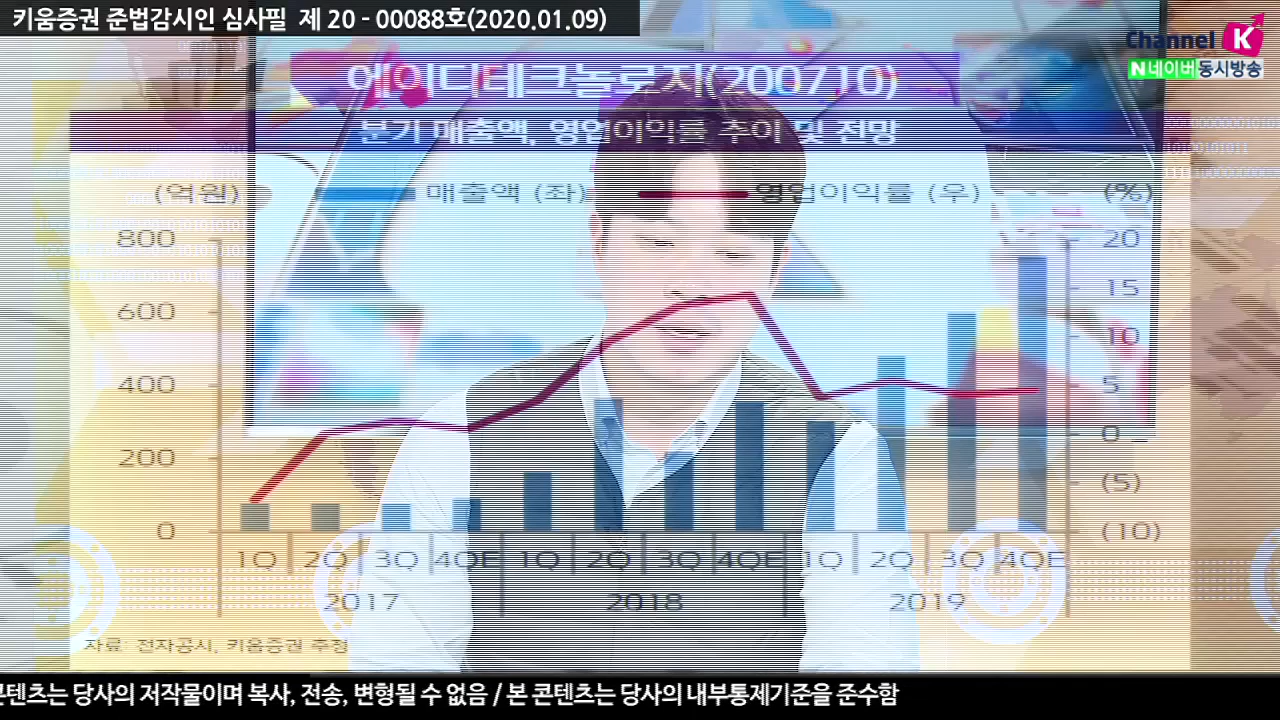 키움증권 준법감시인 심사필 제 20 - 00088호(2020.01.09)
Channel K
N 네이버 동시방송
에이디테크놀로지(200710)
분기 매출액, 영업이익률 추이 및 전망
(억원) 매출액 (좌) 영업이익률 (우) (%)
800 20
15
600
10
400 5
0
200
(5)
0 (10)
1Q 2Q 3Q 4QE 1Q 2Q 3Q 4QE 1Q 2Q 3Q 4QE
2017 2018 2019
자료: 전자공시, 키움증권 추정
콘텐츠는 당사의 저작물이며 복사, 전송, 변형될 수 없음 / 본 콘텐츠는 당사의 내부통제기준을 준수함